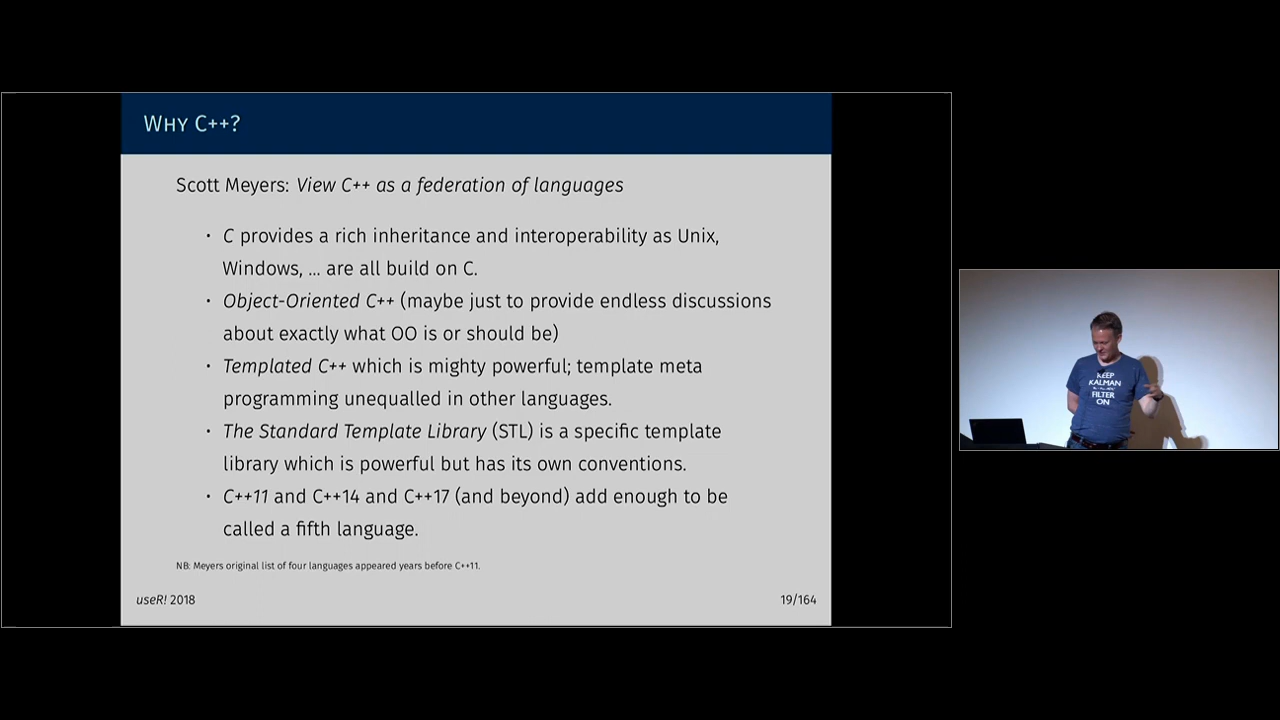 WHY C++?
Scott Meyers: View C++ as a federation of languages
· C provides a rich inheritance and interoperability as Unix,
Windows, ... are all build on C.
· Object-Oriented C++ (maybe just to provide endless discussions
about exactly what OO is or should be)
· Templated C++ which is mighty powerful; template meta
programming unequalled in other languages.
· The Standard Template Library (STL) is a specific template
library which is powerful but has its own conventions.
· C++11 and C++14 and C++17 (and beyond) add enough to be
called a fifth language.
NB: Meyers original list of four languages appeared years before C++11.
useR! 2018
19/164
KEEP
KALMAN
FILTER
ON